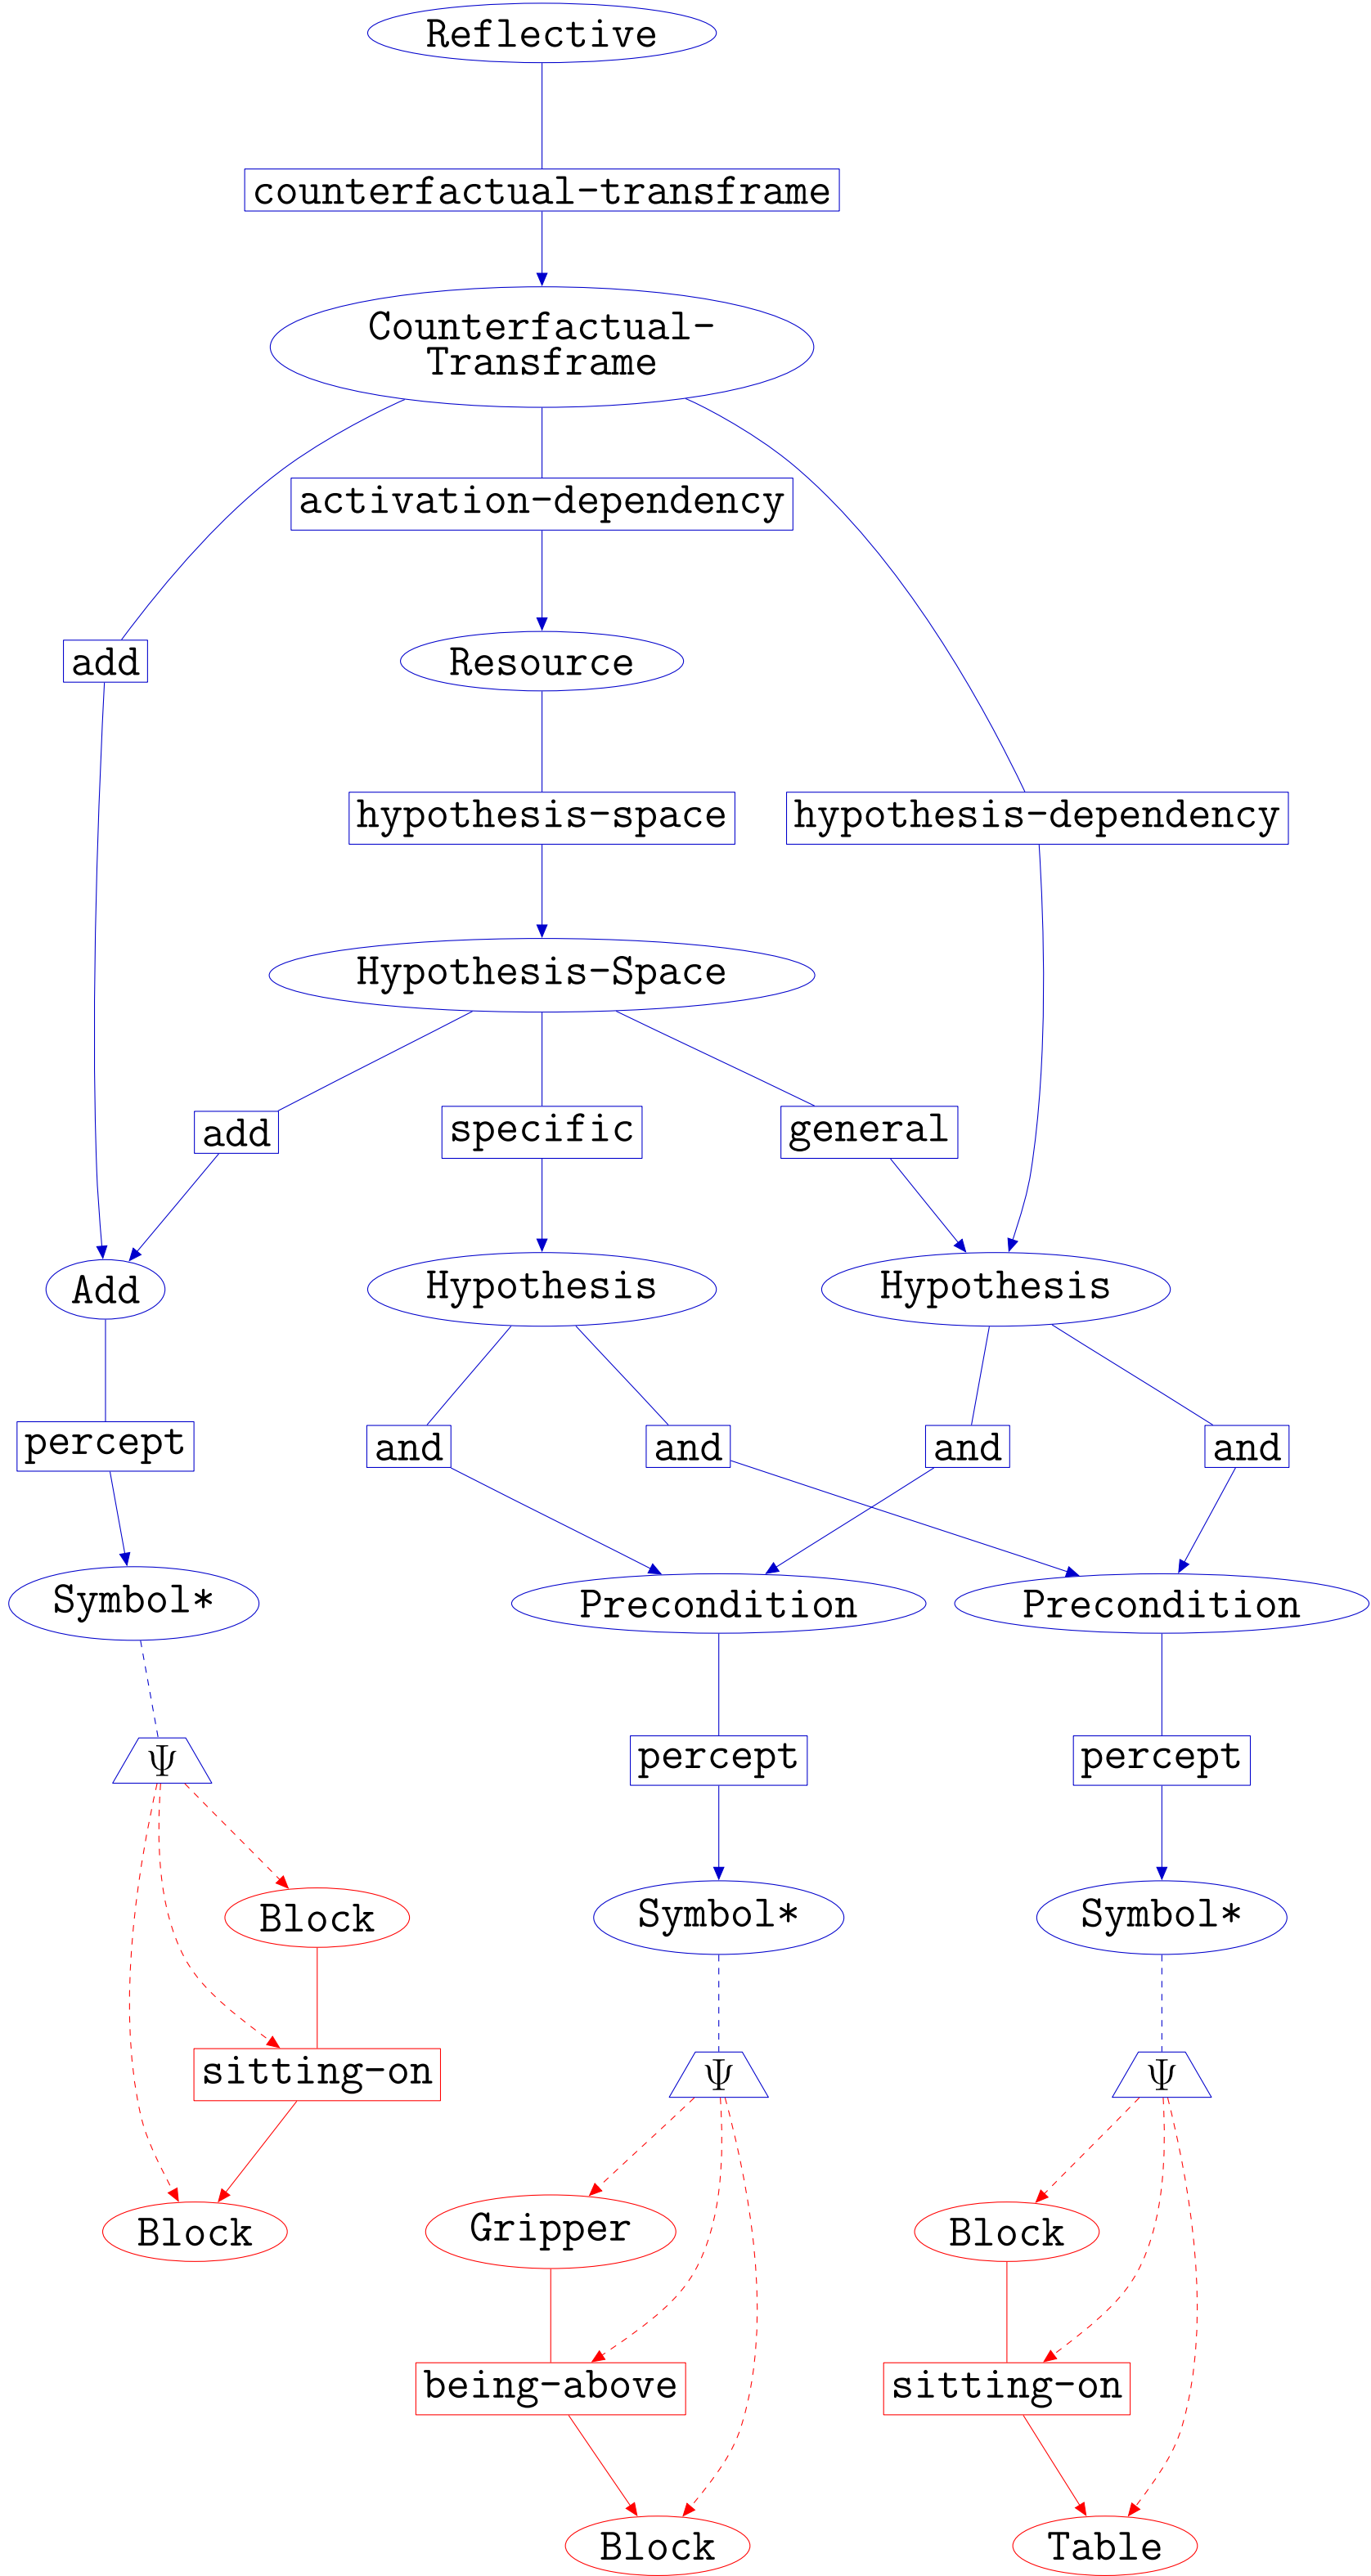 Reflective
counterfactual-transframe
Counterfactual-
Transframe
activation-dependency
add
Resource
hypothesis-space
hypothesis-dependency
Hypothesis-Space
add
specific
general
Add
Hypothesis
Hypothesis
percept
and
and
and
and
Symbol*
Precondition
Precondition
Ψ
percept
percept
Block
Symbol*
Symbol*
sitting-on
Ψ
Ψ
Block
Gripper
Block
being-above
sitting-on
Block
Table